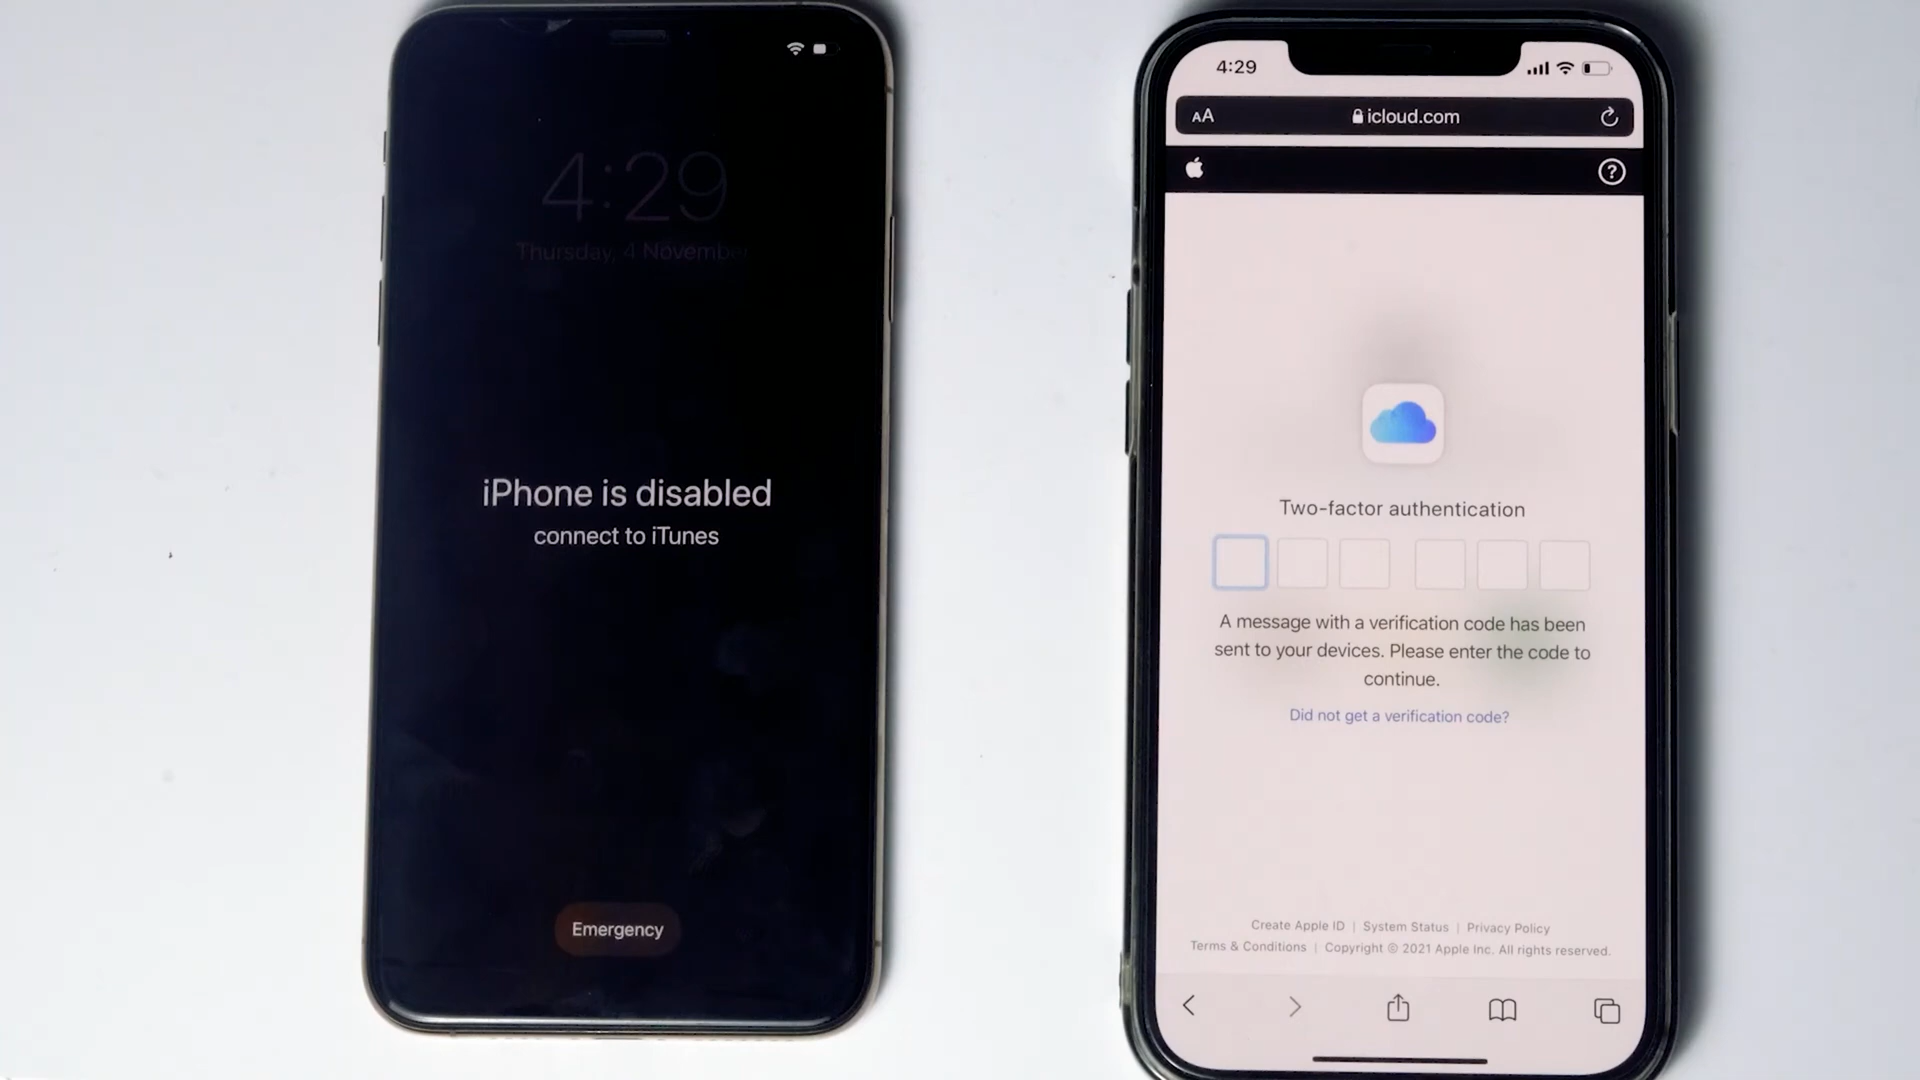 4:29
Thursday, 4 November
iPhone is disabled
connect to iTunes
Emergency
4:29
AA
icloud.com
?
Two-factor authentication
A message with a verification code has been
sent to your devices. Please enter the code to
continue.
Did not get a verification code?
Create Apple ID | System Status | Privacy Policy
Terms & Conditions | Copyright © 2021 Apple Inc. All rights reserved.